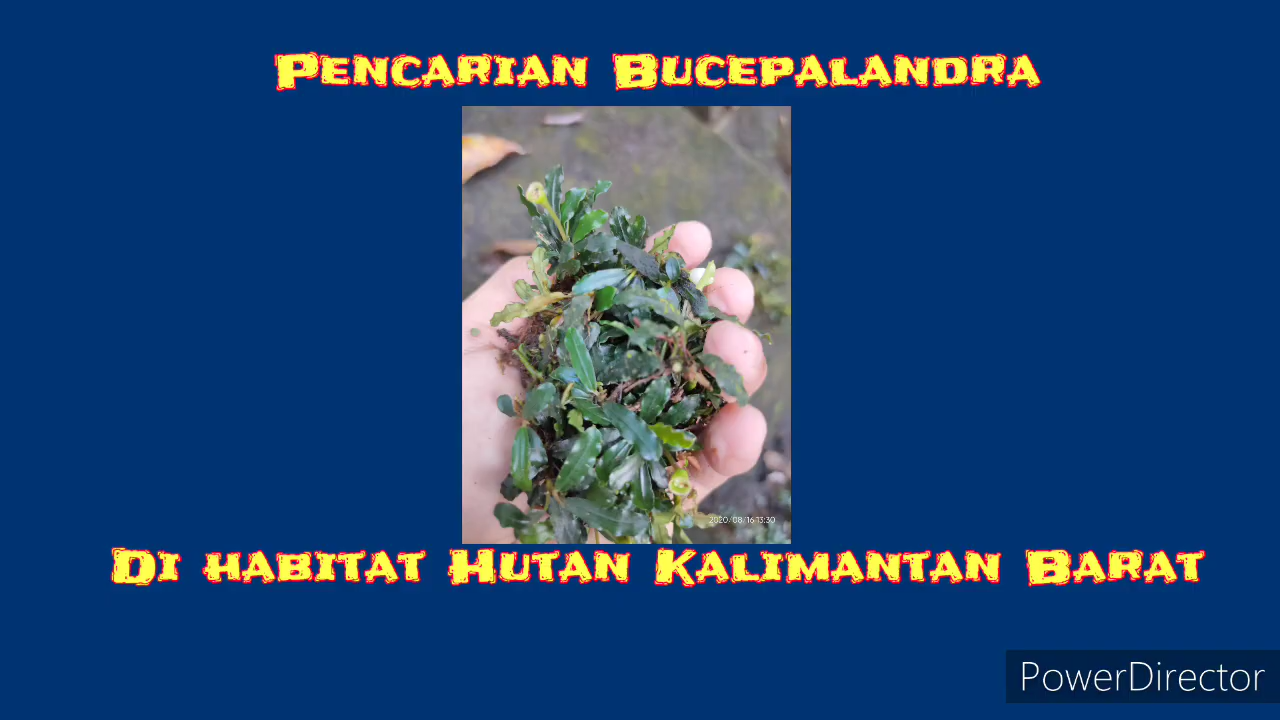 Pencarian Bucepalandra
2020/08/16 13:30
Di habitat Hutan Kalimantan Barat
PowerDirector